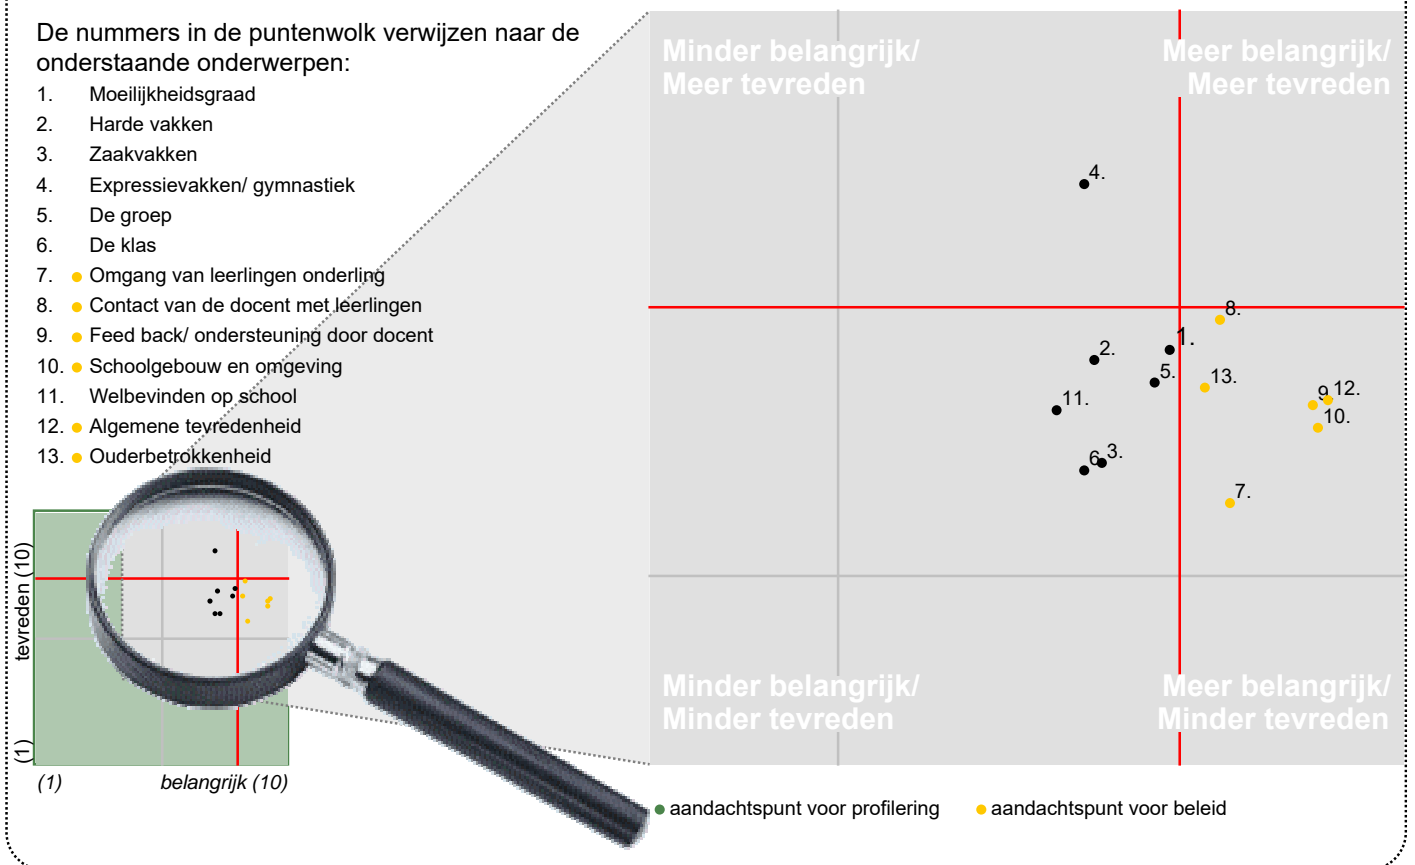 De nummers in de puntenwolk verwijzen naar de
onderstaande onderwerpen:
1. Moeilijkheidsgraad
2. Harde vakken
3. Zaakvakken
4. Expressievakken/ gymnastiek
5. De groep
6. De klas
7. Omgang van leerlingen onderling
8. Contact van de docent met leerlingen
9. Feed back/ ondersteuning door docent
10. Schoolgebouw en omgeving
11. Welbevinden op school
12. Algemene tevredenheid
13. Ouderbetrokkenheid
(1)
tevreden (10)
(1)
belangrijk (10)
Minder belangrijk/
Meer tevreden
Meer belangrijk/
Meer tevreden
4.
8.
1.
2.
5.
13.
11.
9.
12.
10.
6.
3.
7.
Minder belangrijk/
Minder tevreden
Meer belangrijk/
Minder tevreden
aandachtspunt voor profilering
aandachtspunt voor beleid